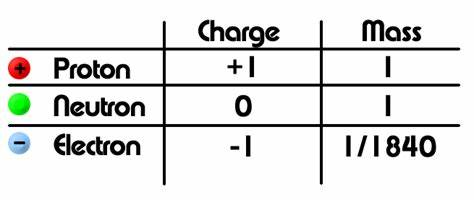 Charge Mass
+ Proton +1 1
Neutron 0 1
- Electron -1 1/1840